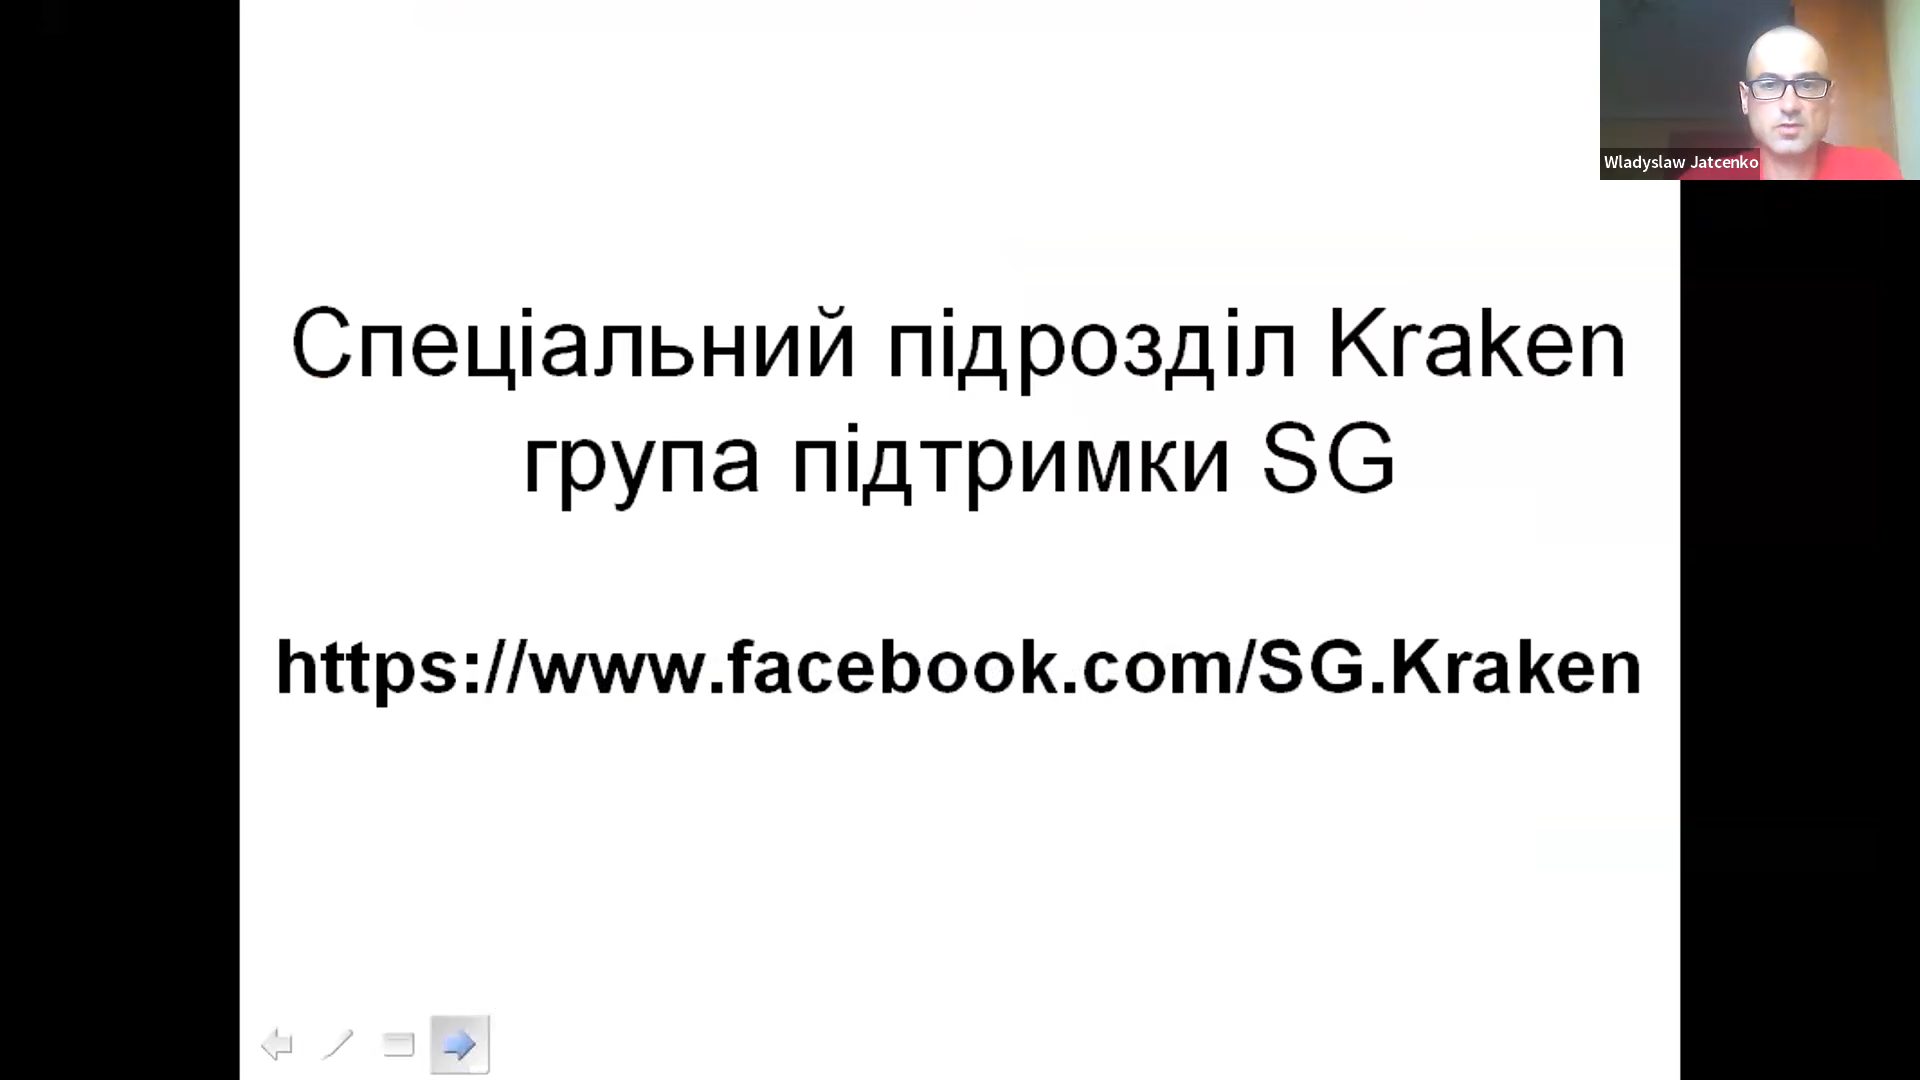 Wladyslaw Jatcenko
Спеціальний підрозділ Kraken
група підтримки SG
https://www.facebook.com/SG.Kraken